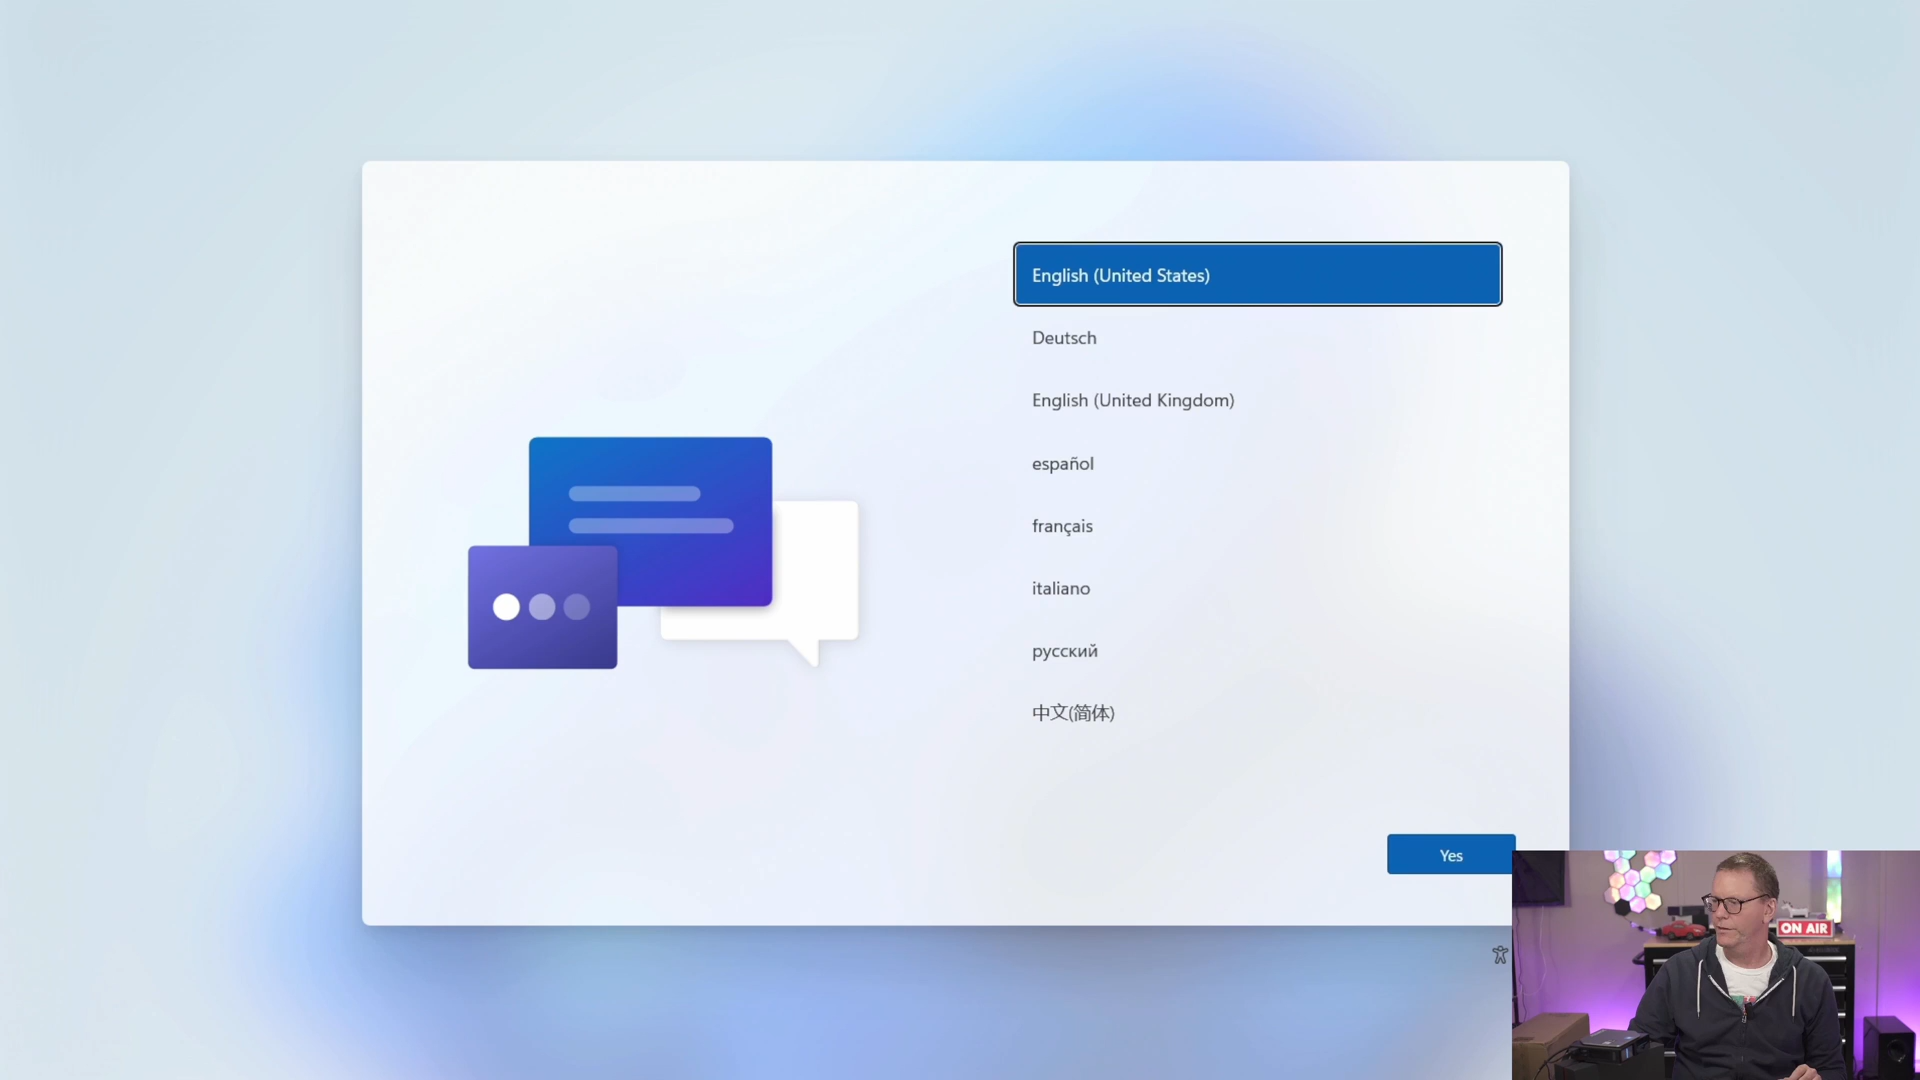 English (United States)
Deutsch
English (United Kingdom)
español
français
italiano
русский
中文(简体)
Yes
ON AIR